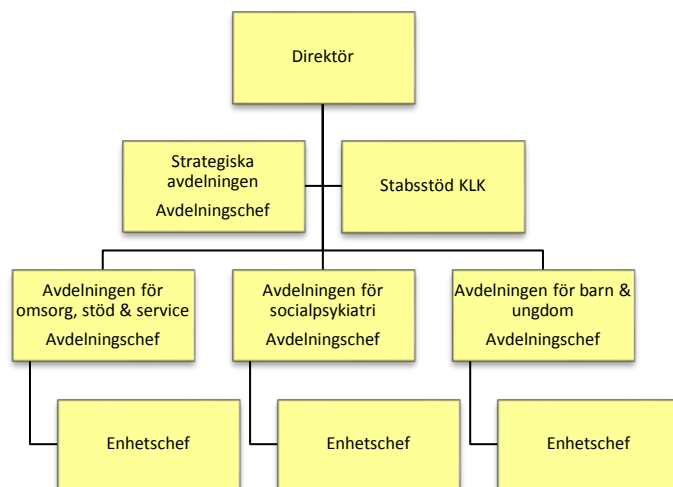 Direktör
Strategiska
avdelningen
Avdelningschef
Stabsstöd KLK
Avdelningen för
omsorg, stöd & service
Avdelningschef
Avdelningen för
socialpsykiatri
Avdelningschef
Avdelningen för barn &
ungdom
Avdelningschef
Enhetschef
Enhetschef
Enhetschef